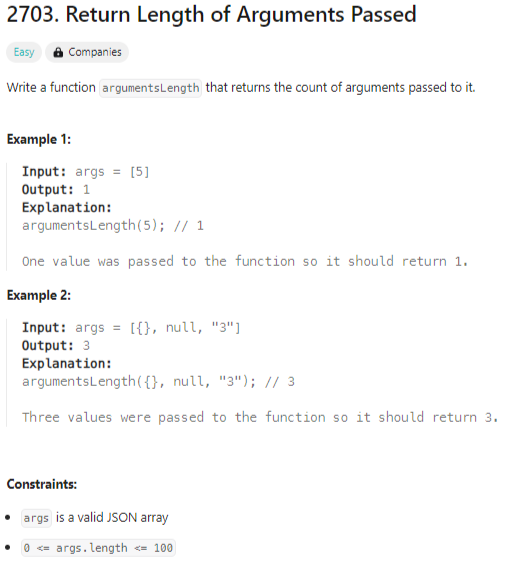 2703. Return Length of Arguments Passed
Easy
Companies
Write a function argumentsLength that returns the count of arguments passed to it.
Example 1:
Input: args = [5]
Output: 1
Explanation:
argumentsLength(5); // 1
One value was passed to the function so it should return 1.
Example 2:
Input: args = [{}, null, "3"]
Output: 3
Explanation:
argumentsLength({}, null, "3"); // 3
Three values were passed to the function so it should return 3.
Constraints:
• args is a valid JSON array
• 0 <= args.length <= 100